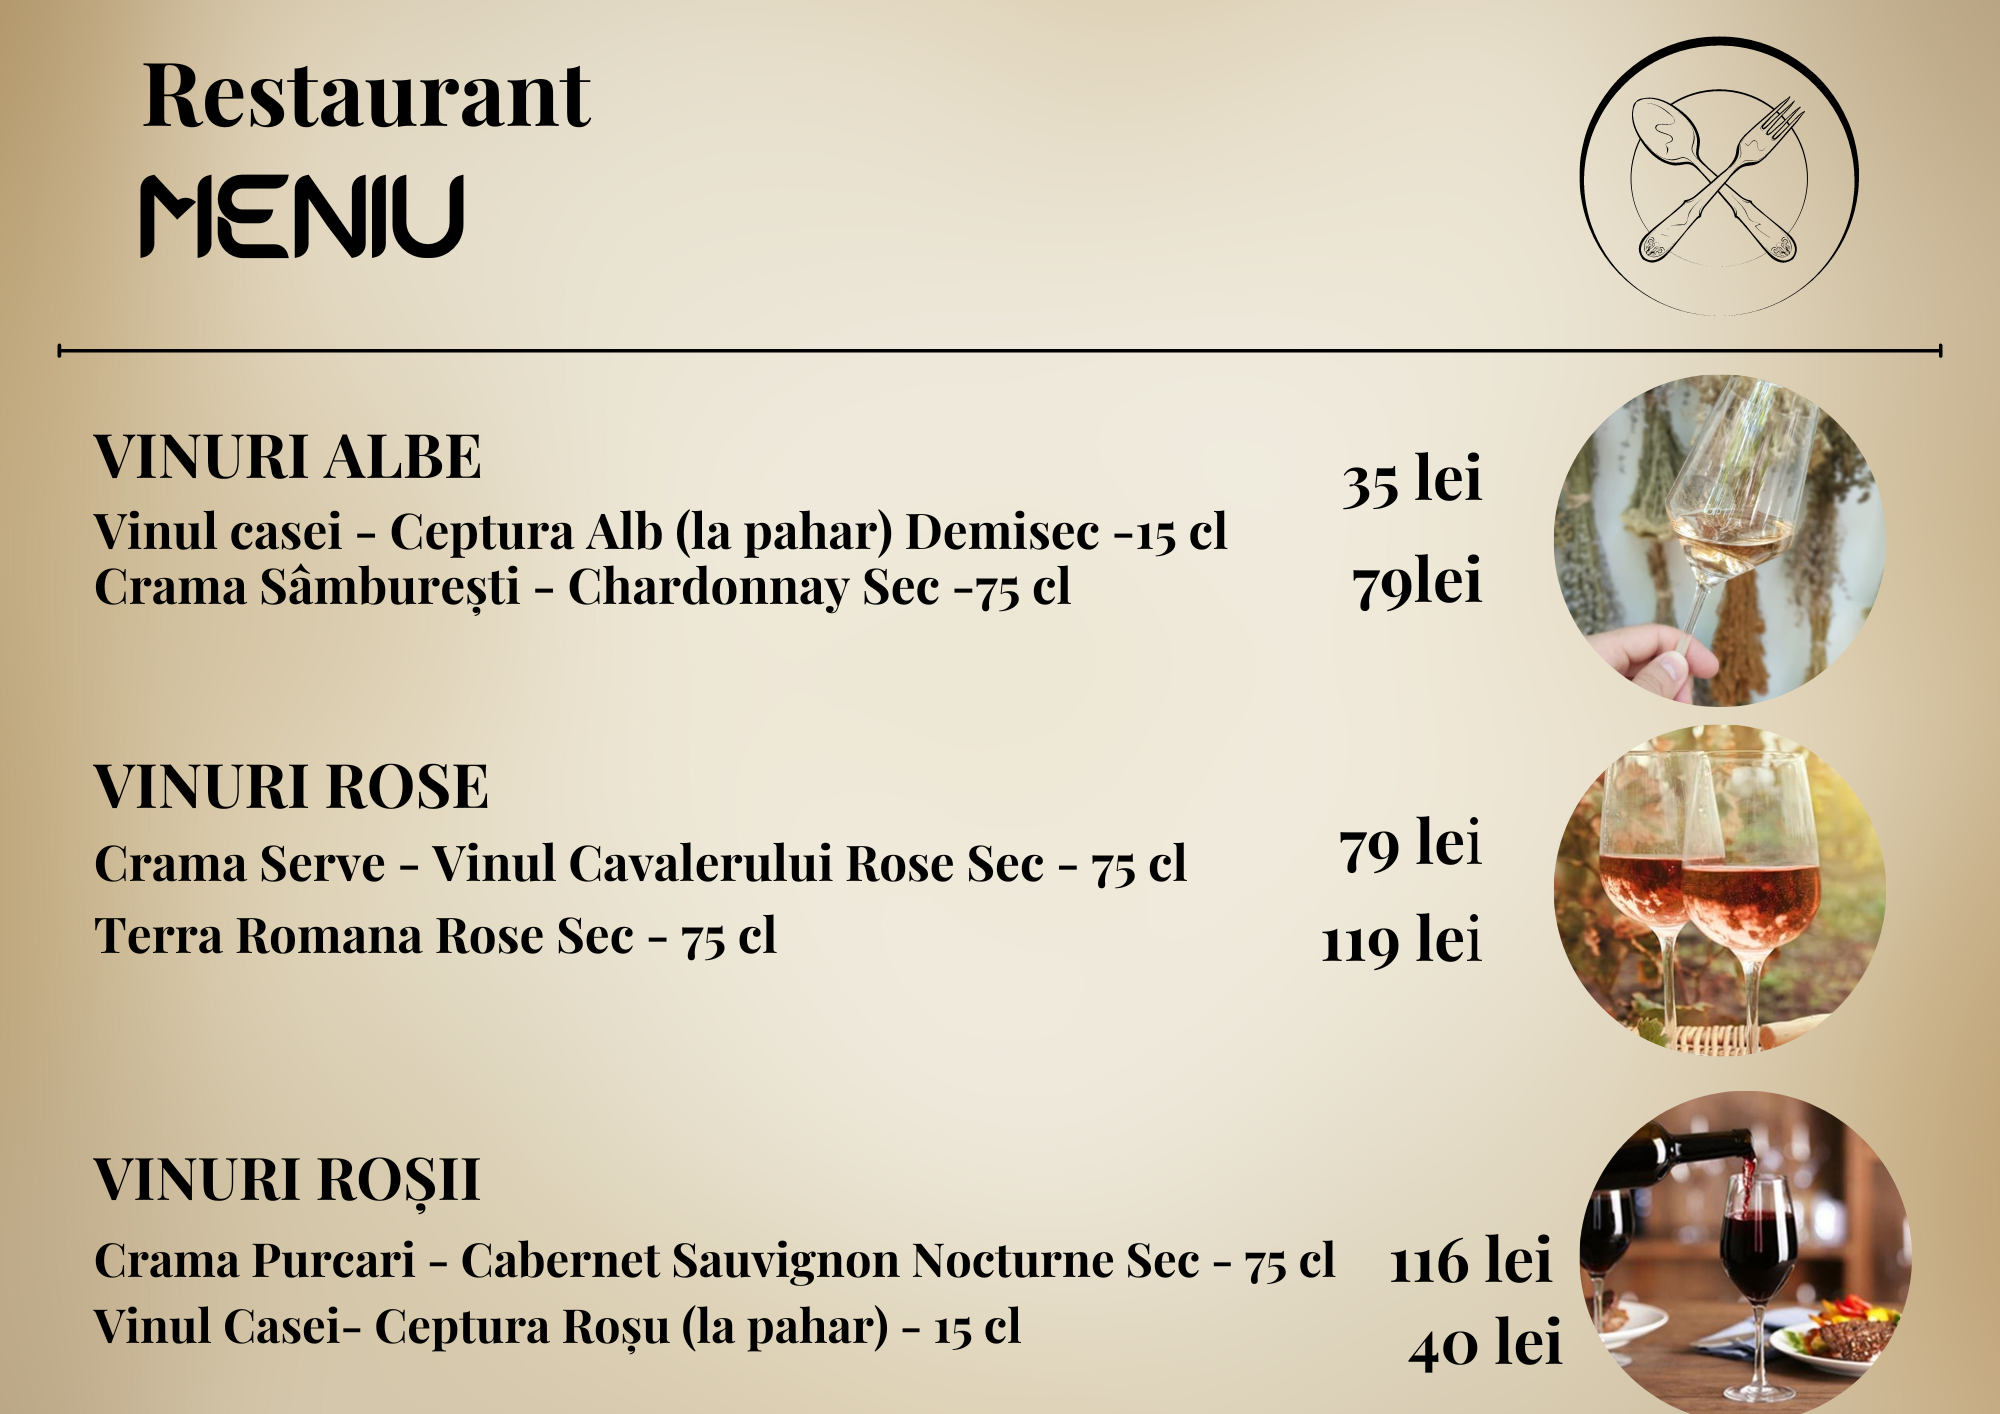 Restaurant
MENIU
VINURI ALBE
35 lei
Vinul casei - Ceptura Alb (la pahar) Demisec -15 cl
Crama Sâmburești - Chardonnay Sec -75 cl
79lei
VINURI ROSE
Crama Serve - Vinul Cavalerului Rose Sec - 75 cl
79 lei
Terra Romana Rose Sec - 75 cl
119 lei
VINURI ROȘII
Crama Purcari - Cabernet Sauvignon Nocturne Sec - 75 cl
116 lei
Vinul Casei- Ceptura Roșu (la pahar) - 15 cl
40 lei